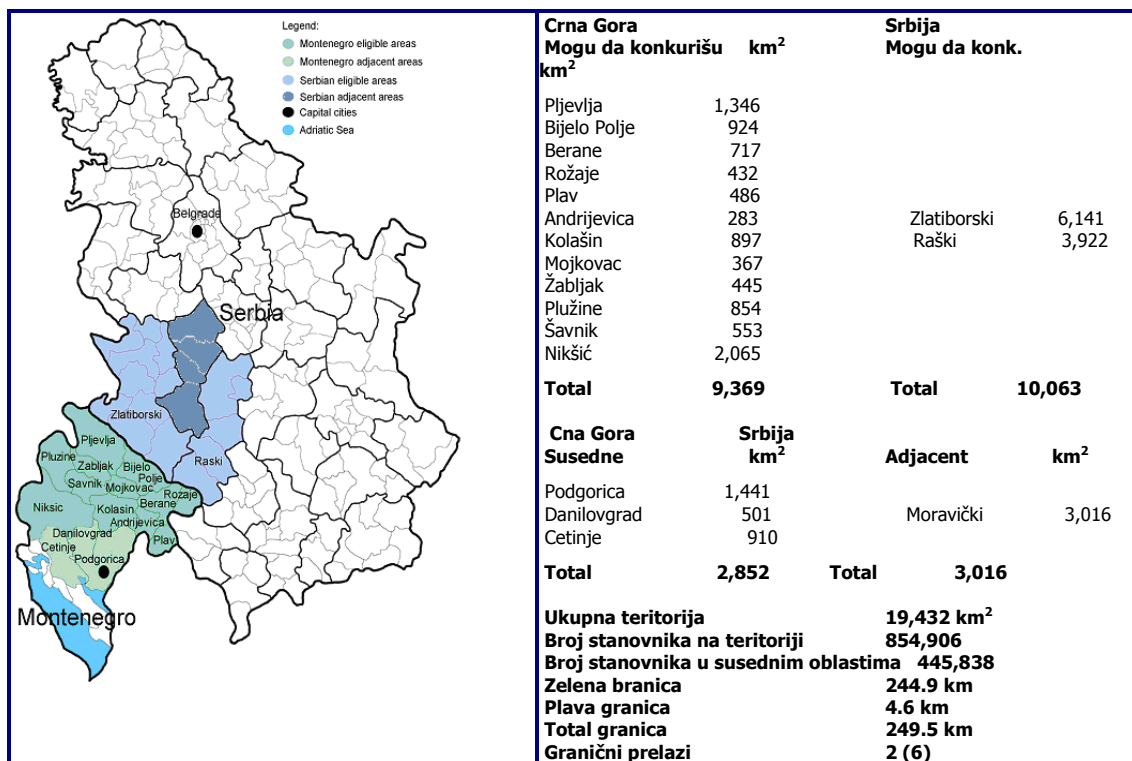 Legend:
Montenegro eligible areas
Montenegro adjacent areas
Serbian eligible areas
Serbian adjacent areas
Capital cities
Adriatic Sea
Belgrade
Serbia
Zlatiborski
Raski
Pljevlja
Pluzine
Zabljak
Bijelo
Polje
Savnik
Mojkovac
Rozaje
Berane
Niksic
Kolasin
Andrijevica
Plav
Danilovgrad
Cetinje
Podgorica
Montenegro
Crna Gora Srbija
Mogu da konkurišu km² Mogu da konk.
km²
Pljevlja 1,346
Bijelo Polje 924
Berane 717
Rožaje 432
Plav 486
Andrijevica 283 Zlatiborski 6,141
Kolašin 897 Raški 3,922
Mojkovac 367
Žabljak 445
Plužine 854
Šavnik 553
Nikšić 2,065
Total 9,369 Total 10,063
Cna Gora Srbija
Susedne km² Adjacent km²
Podgorica 1,441
Danilovgrad 501 Moravički 3,016
Cetinje 910
Total 2,852 Total 3,016
Ukupna teritorija 19,432 km²
Broj stanovnika na teritoriji 854,906
Broj stanovnika u susednim oblastima 445,838
Zelena branica 244.9 km
Plava granica 4.6 km
Total granica 249.5 km
Granični prelazi 2 (6)